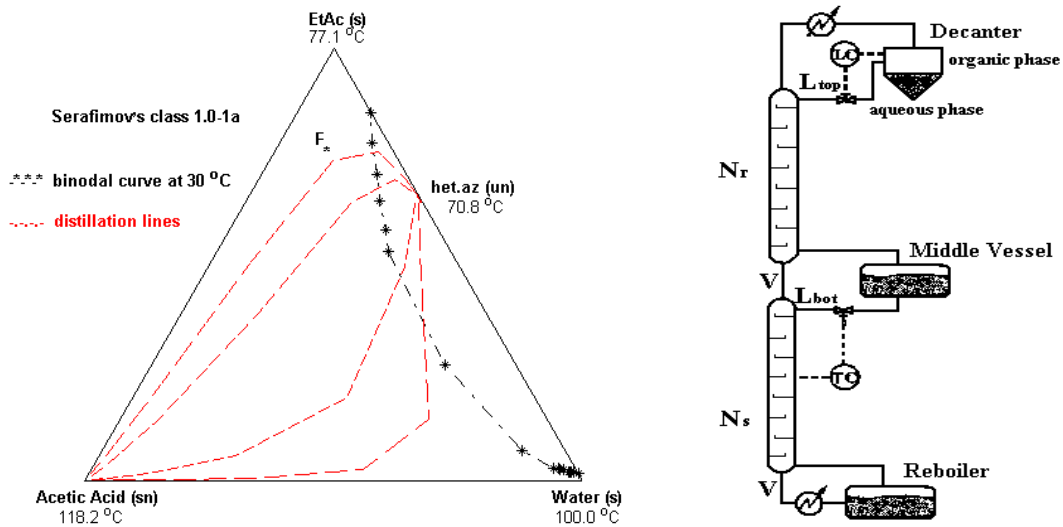 EtAc (s)
77.1 °C
Serafimov's class 1.0-1a
F
binodal curve at 30 °C
het.az (un)
70.8 °C
distillation lines
Acetic Acid (sn)
118.2 °C
Water (s)
100.0 °C
Decanter
LC
organic phase
L top
aqueous phase
Nr
Middle Vessel
V
L bot
TC
Ns
Reboiler
V